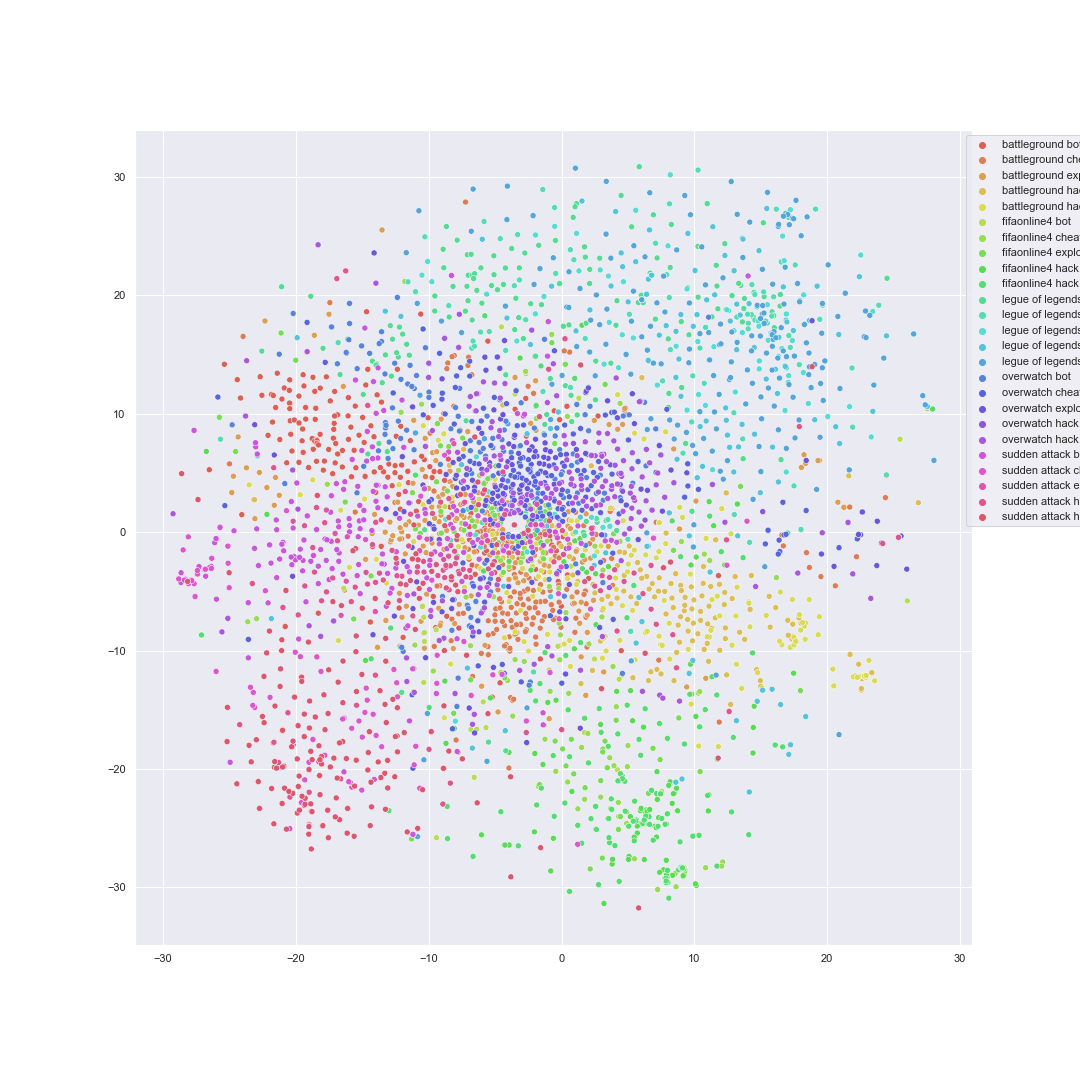 battleground bot
battleground che
battleground exp
battleground hac
battleground hac
fifaonline4 bot
fifaonline4 cheat
fifaonline4 explo
fifaonline4 hack
fifaonline4 hack
legue of legends
legue of legends
legue of legends
legue of legends
legue of legends
overwatch bot
overwatch cheat
overwatch explo
overwatch hack
overwatch hack
sudden attack b
sudden attack cl
sudden attack e
sudden attack h
sudden attack h
30
20
10
0
−10
−20
−30
−30
−20
−10
0
10
20
30